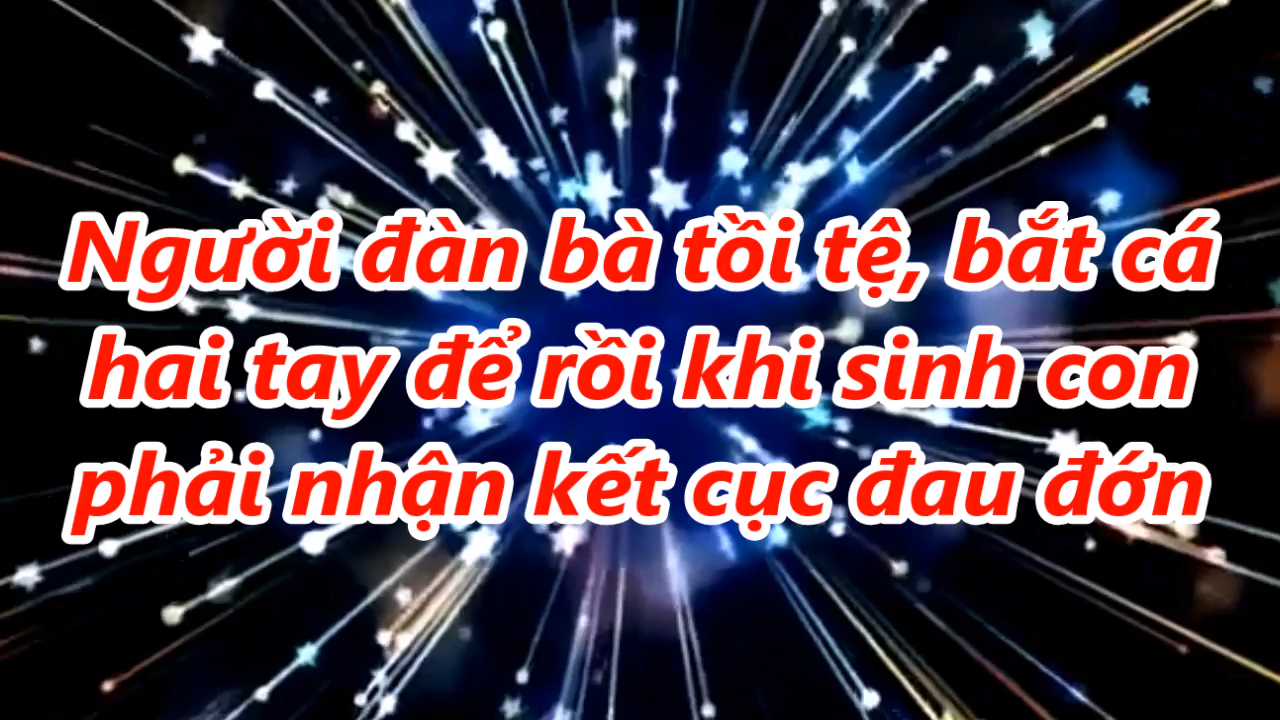 Người đàn bà tồi tệ, bắt cá
hai tay để rồi khi sinh con
phải nhận kết cục đau đớn